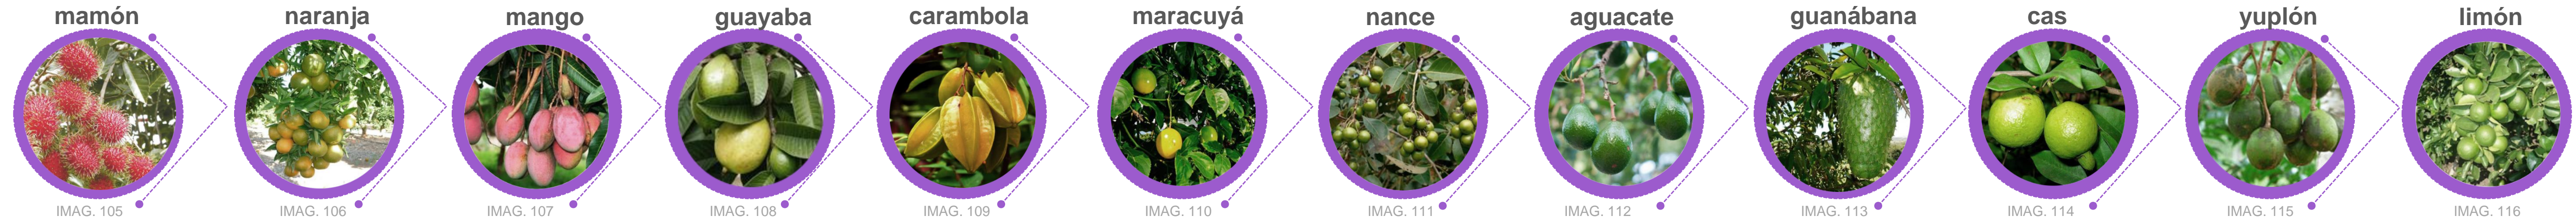 mamón
naranja
mango
guayaba
carambola
maracuyá
nance
aguacate
guanábana
cas
yuplón
limón
IMAG. 105
IMAG. 106
IMAG. 107
IMAG. 108
IMAG. 109
IMAG. 110
IMAG. 111
IMAG. 112
IMAG. 113
IMAG. 114
IMAG. 115
IMAG. 116